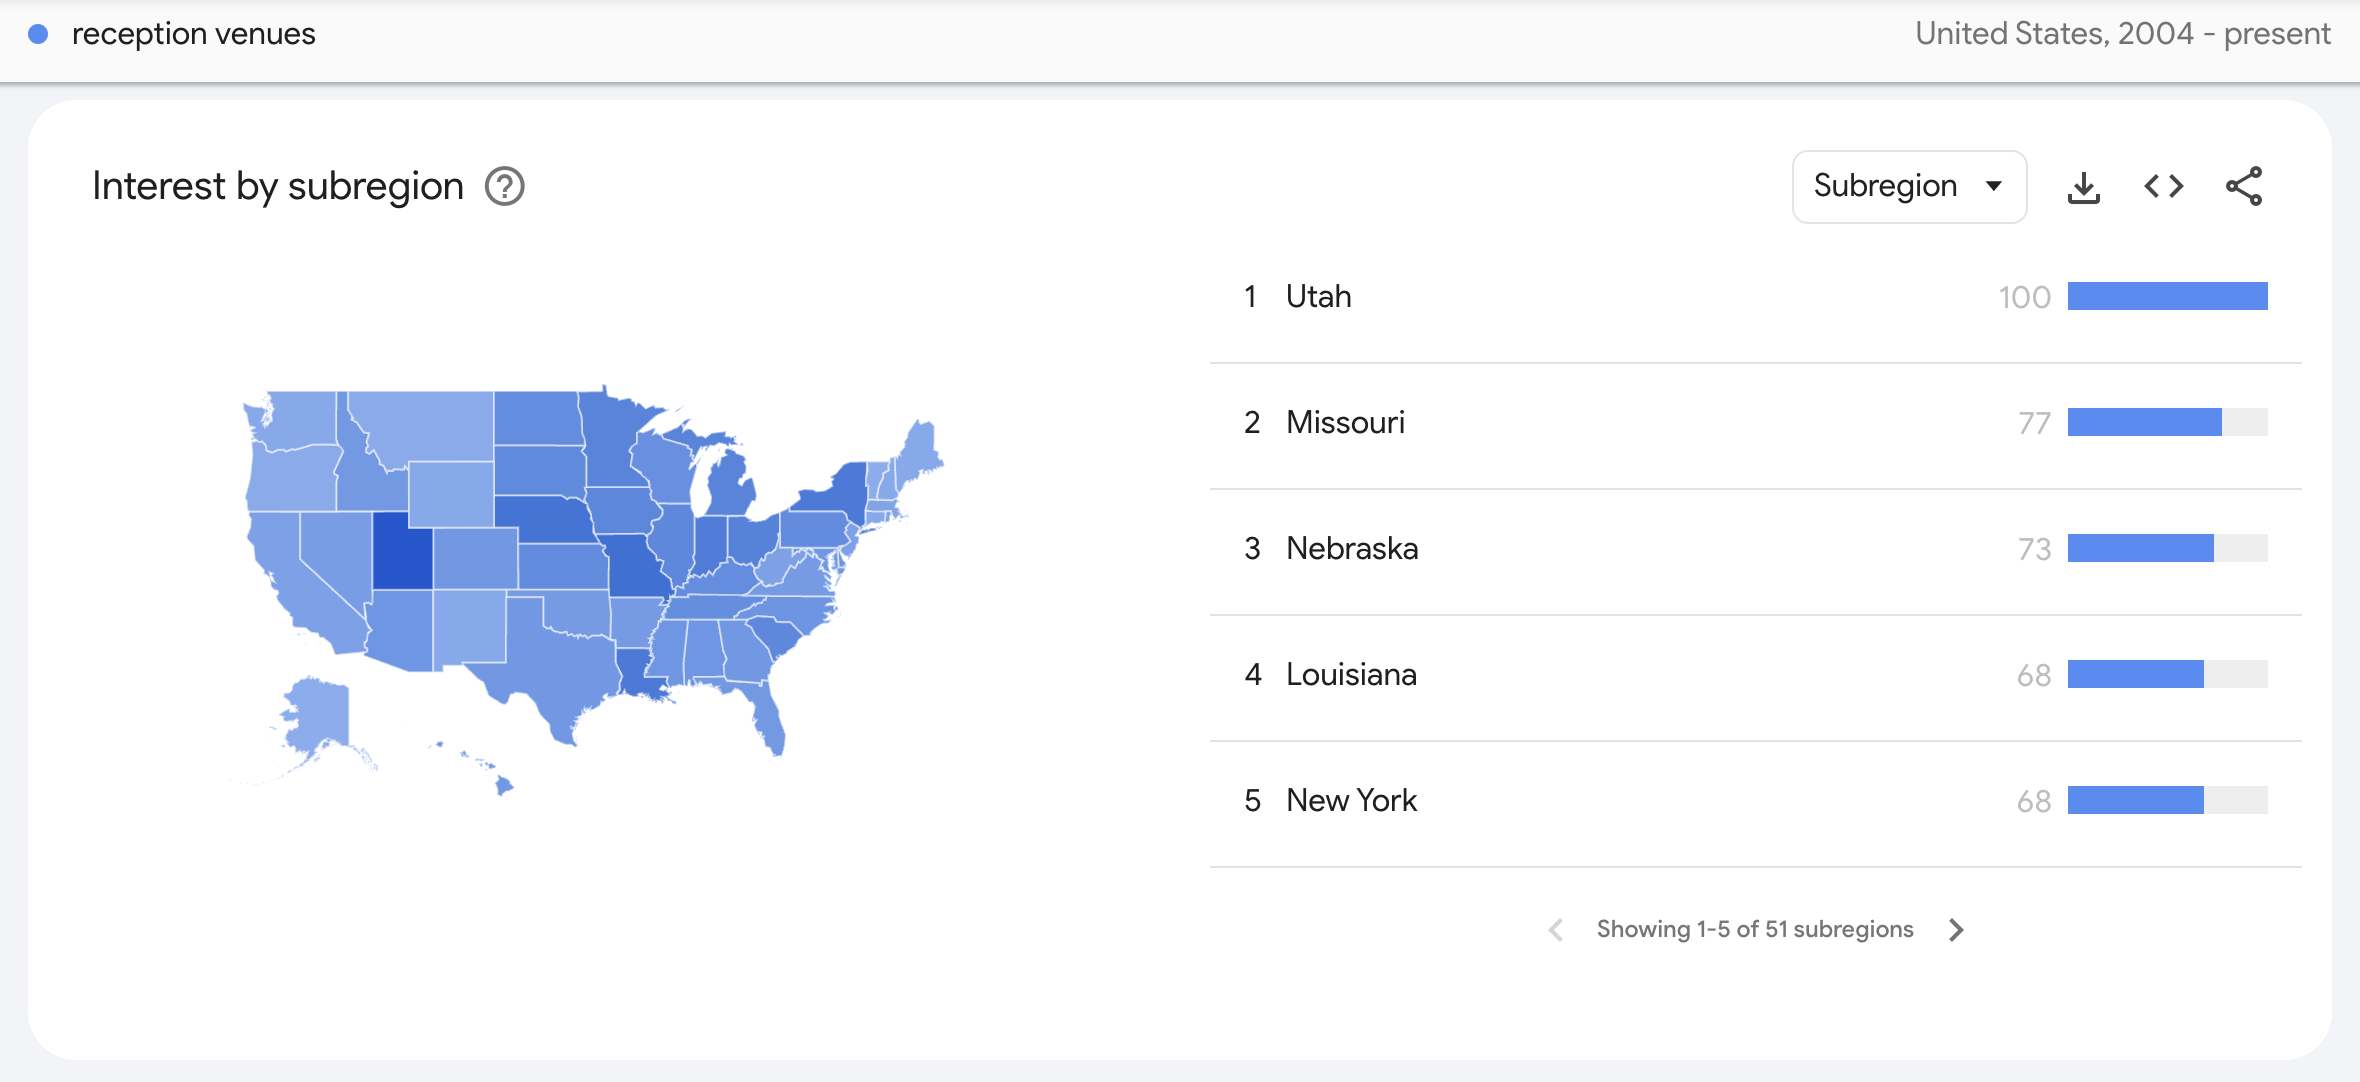 reception venues
United States, 2004 - present
Interest by subregion ?
Subregion
1 Utah 100
2 Missouri 77
3 Nebraska 73
4 Louisiana 68
5 New York 68
Showing 1-5 of 51 subregions